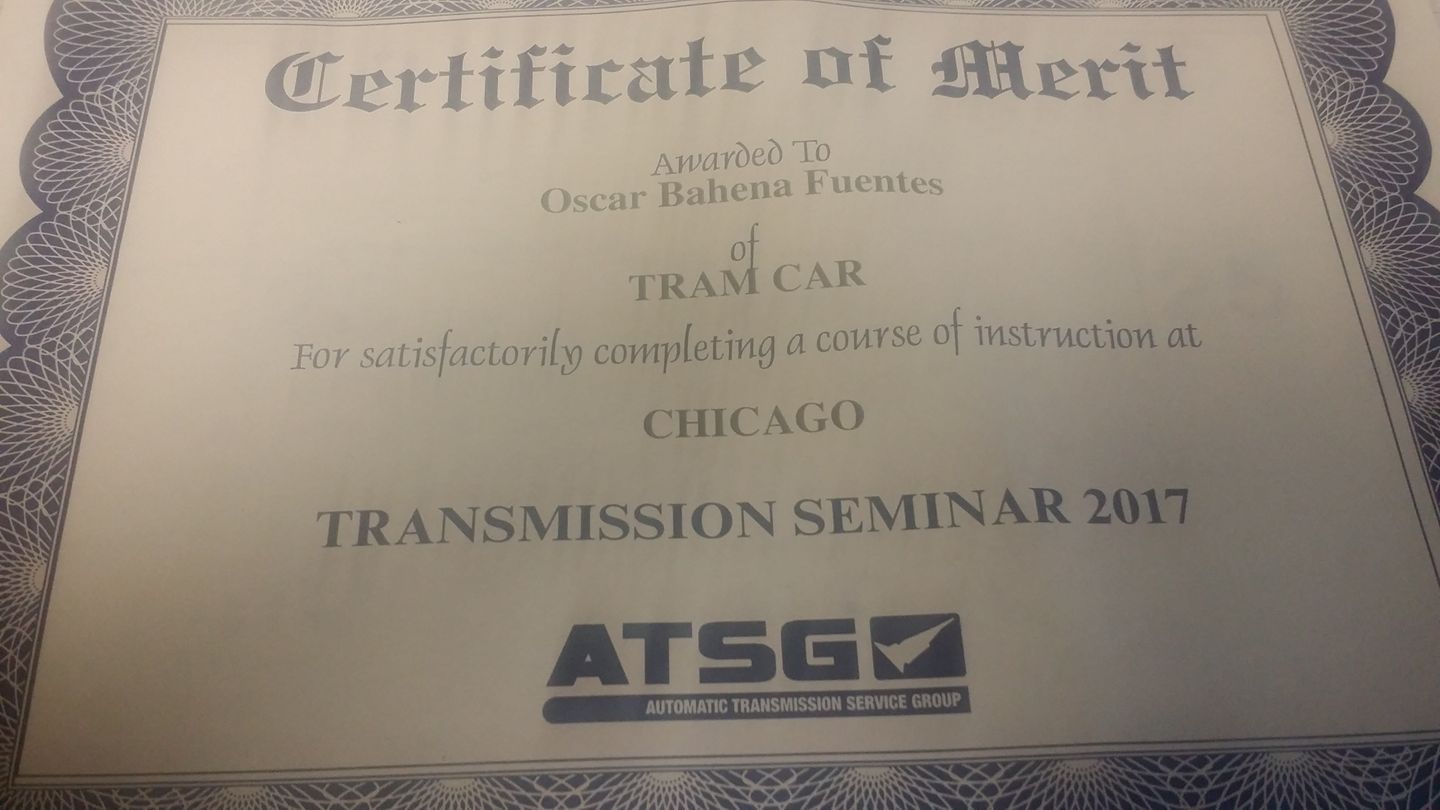 Certificate of Merit
Awarded To
Oscar Bahena Fuentes
of
TRAM CAR
For satisfactorily completing a course of instruction at
CHICAGO
TRANSMISSION SEMINAR 2017
ATSG
AUTOMATIC TRANSMISSION SERVICE GROUP